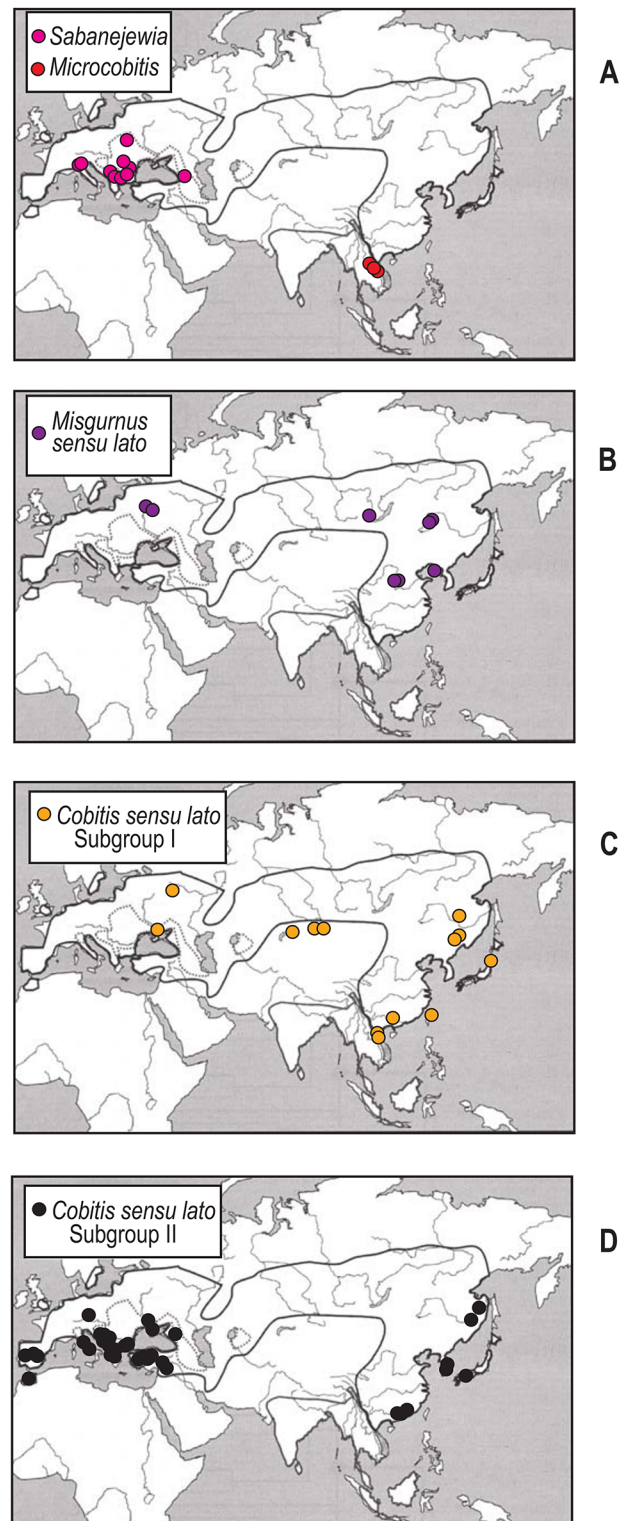 Sabanejewia
Microcobitis
A
Misgurnus
sensu lato
B
Cobitis sensu lato
Subgroup I
C
Cobitis sensu lato
Subgroup II
D